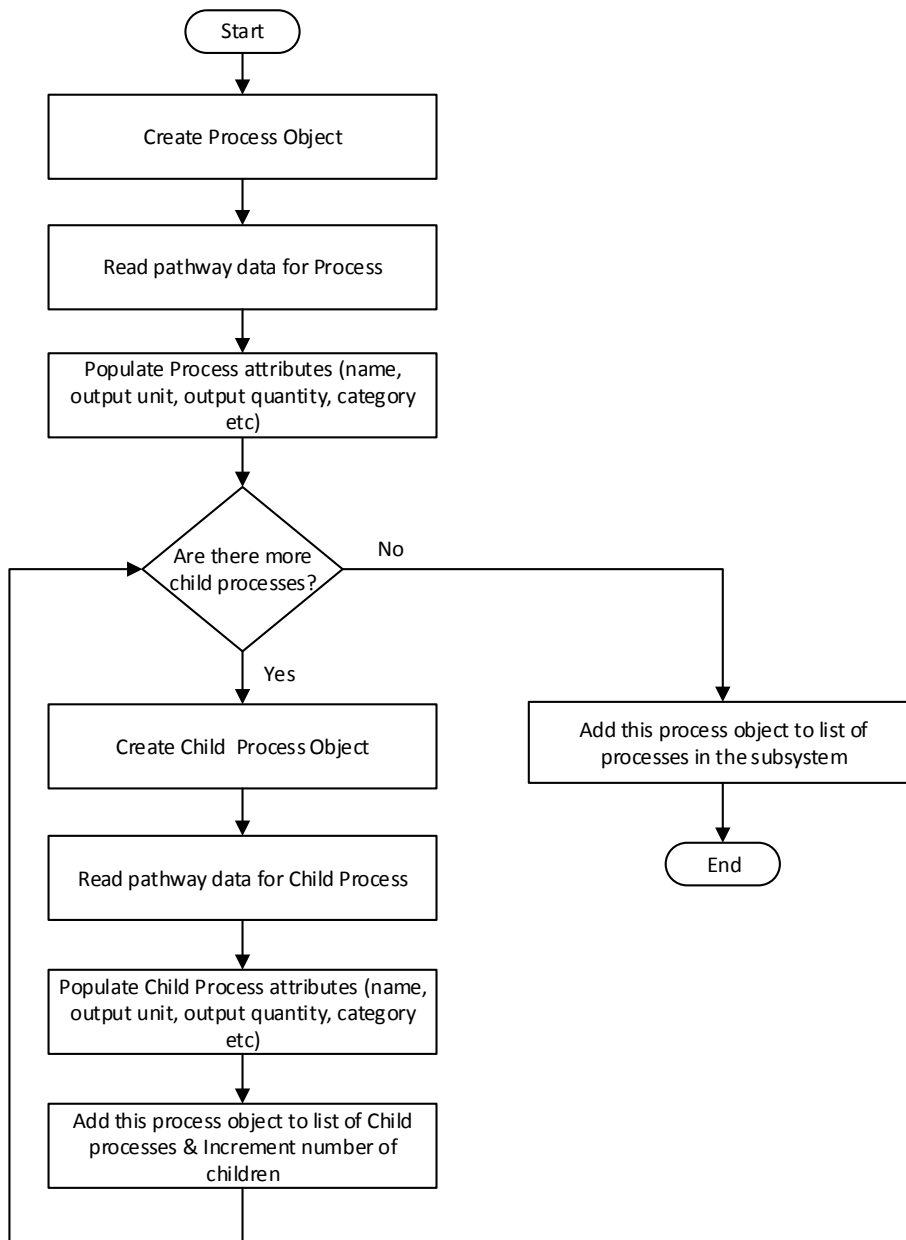 Start
Create Process Object
Read pathway data for Process
Populate Process attributes (name,
output unit, output quantity, category
etc)
Are there more
child processes?
No
Yes
Create Child  Process Object
Add this process object to list of
processes in the subsystem
Read pathway data for Child Process
End
Populate Child Process attributes (name,
output unit, output quantity, category
etc)
Add this process object to list of Child
processes & Increment number of
children